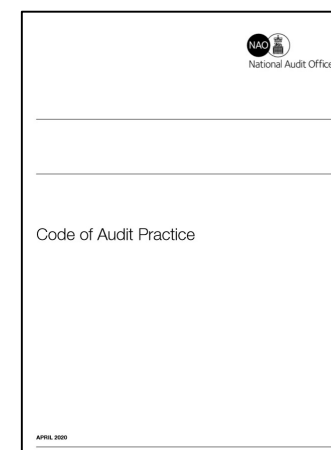 NAO
National Audit Office
Code of Audit Practice
APRIL 2020